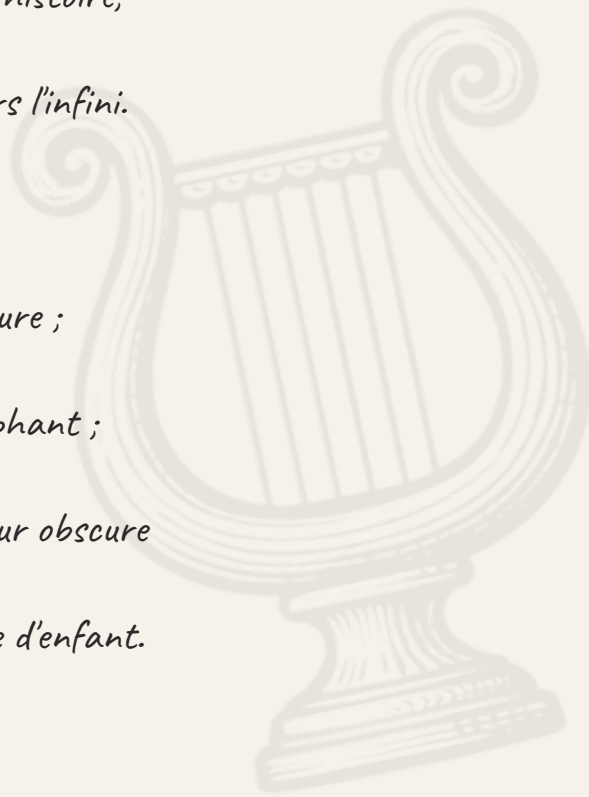 histoire,
rs l'infini.
ure ;
phant ;
ur obscure
e d'enfant.